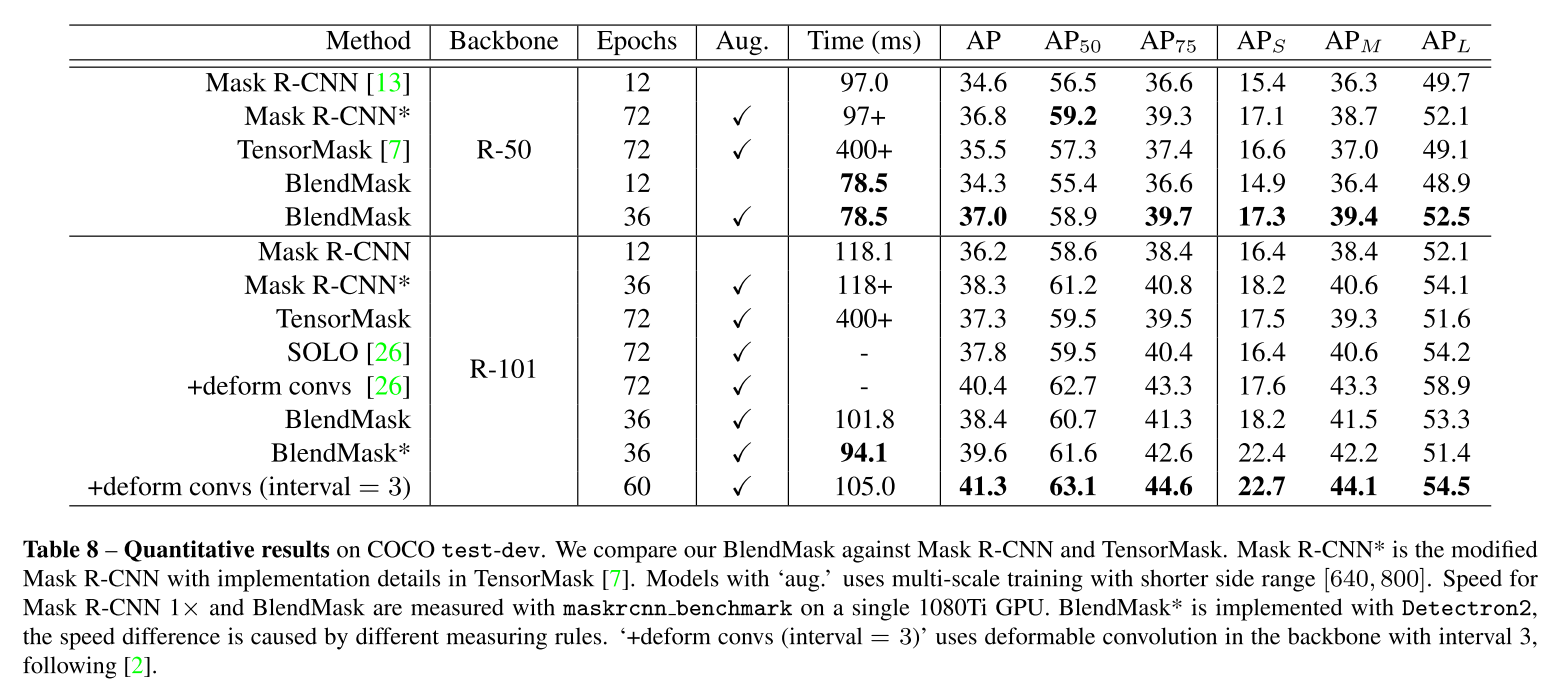 Method Backbone Epochs Aug. Time (ms) AP AP50 AP75 APS APM APL
Mask R-CNN [13] 12 97.0 34.6 56.5 36.6 15.4 36.3 49.7
Mask R-CNN* 72 ✓ 97+ 36.8 59.2 39.3 17.1 38.7 52.1
TensorMask [7] R-50 72 ✓ 400+ 35.5 57.3 37.4 16.6 37.0 49.1
BlendMask 12 78.5 34.3 55.4 36.6 14.9 36.4 48.9
BlendMask 36 ✓ 78.5 37.0 58.9 39.7 17.3 39.4 52.5
Mask R-CNN 12 118.1 36.2 58.6 38.4 16.4 38.4 52.1
Mask R-CNN* 36 ✓ 118+ 38.3 61.2 40.8 18.2 40.6 54.1
TensorMask 72 ✓ 400+ 37.3 59.5 39.5 17.5 39.3 51.6
SOLO [26] 72 ✓ - 37.8 59.5 40.4 16.4 40.6 54.2
R-101
+deform convs [26] 72 ✓ - 40.4 62.7 43.3 17.6 43.3 58.9
BlendMask 36 ✓ 101.8 38.4 60.7 41.3 18.2 41.5 53.3
BlendMask* 36 ✓ 94.1 39.6 61.6 42.6 22.4 42.2 51.4
+deform convs (interval = 3) 60 ✓ 105.0 41.3 63.1 44.6 22.7 44.1 54.5
Table 8 – Quantitative results on COCO test-dev. We compare our BlendMask against Mask R-CNN and TensorMask. Mask R-CNN* is the modified
Mask R-CNN with implementation details in TensorMask [7]. Models with ‘aug.’ uses multi-scale training with shorter side range [640, 800]. Speed for
Mask R-CNN 1× and BlendMask are measured with maskrcnn_benchmark on a single 1080Ti GPU. BlendMask* is implemented with Detectron2,
the speed difference is caused by different measuring rules. ‘+deform convs (interval = 3)’ uses deformable convolution in the backbone with interval 3,
following [2].